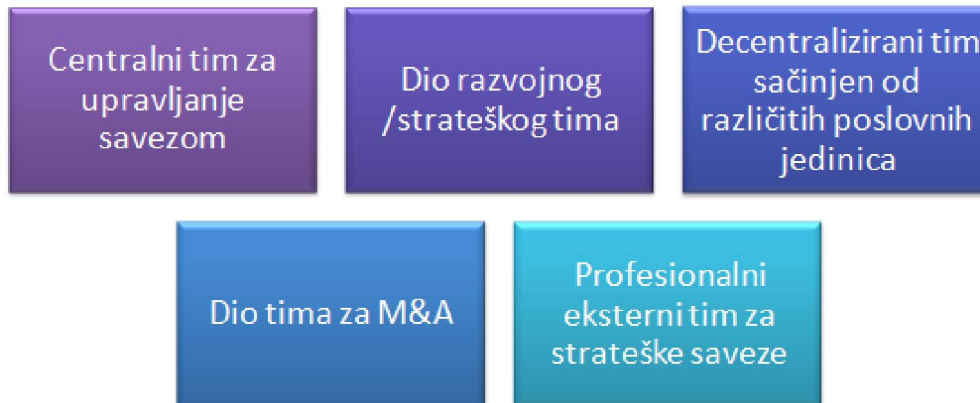 Centralni tim za
upravljanje
savezom
Dio razvojnog
/strateškog tima
Decentralizirani tim
sačinjen od
različitih poslovnih
jedinica
Dio tima za M&A
Profesionalni
eksterni tim za
strateške saveze